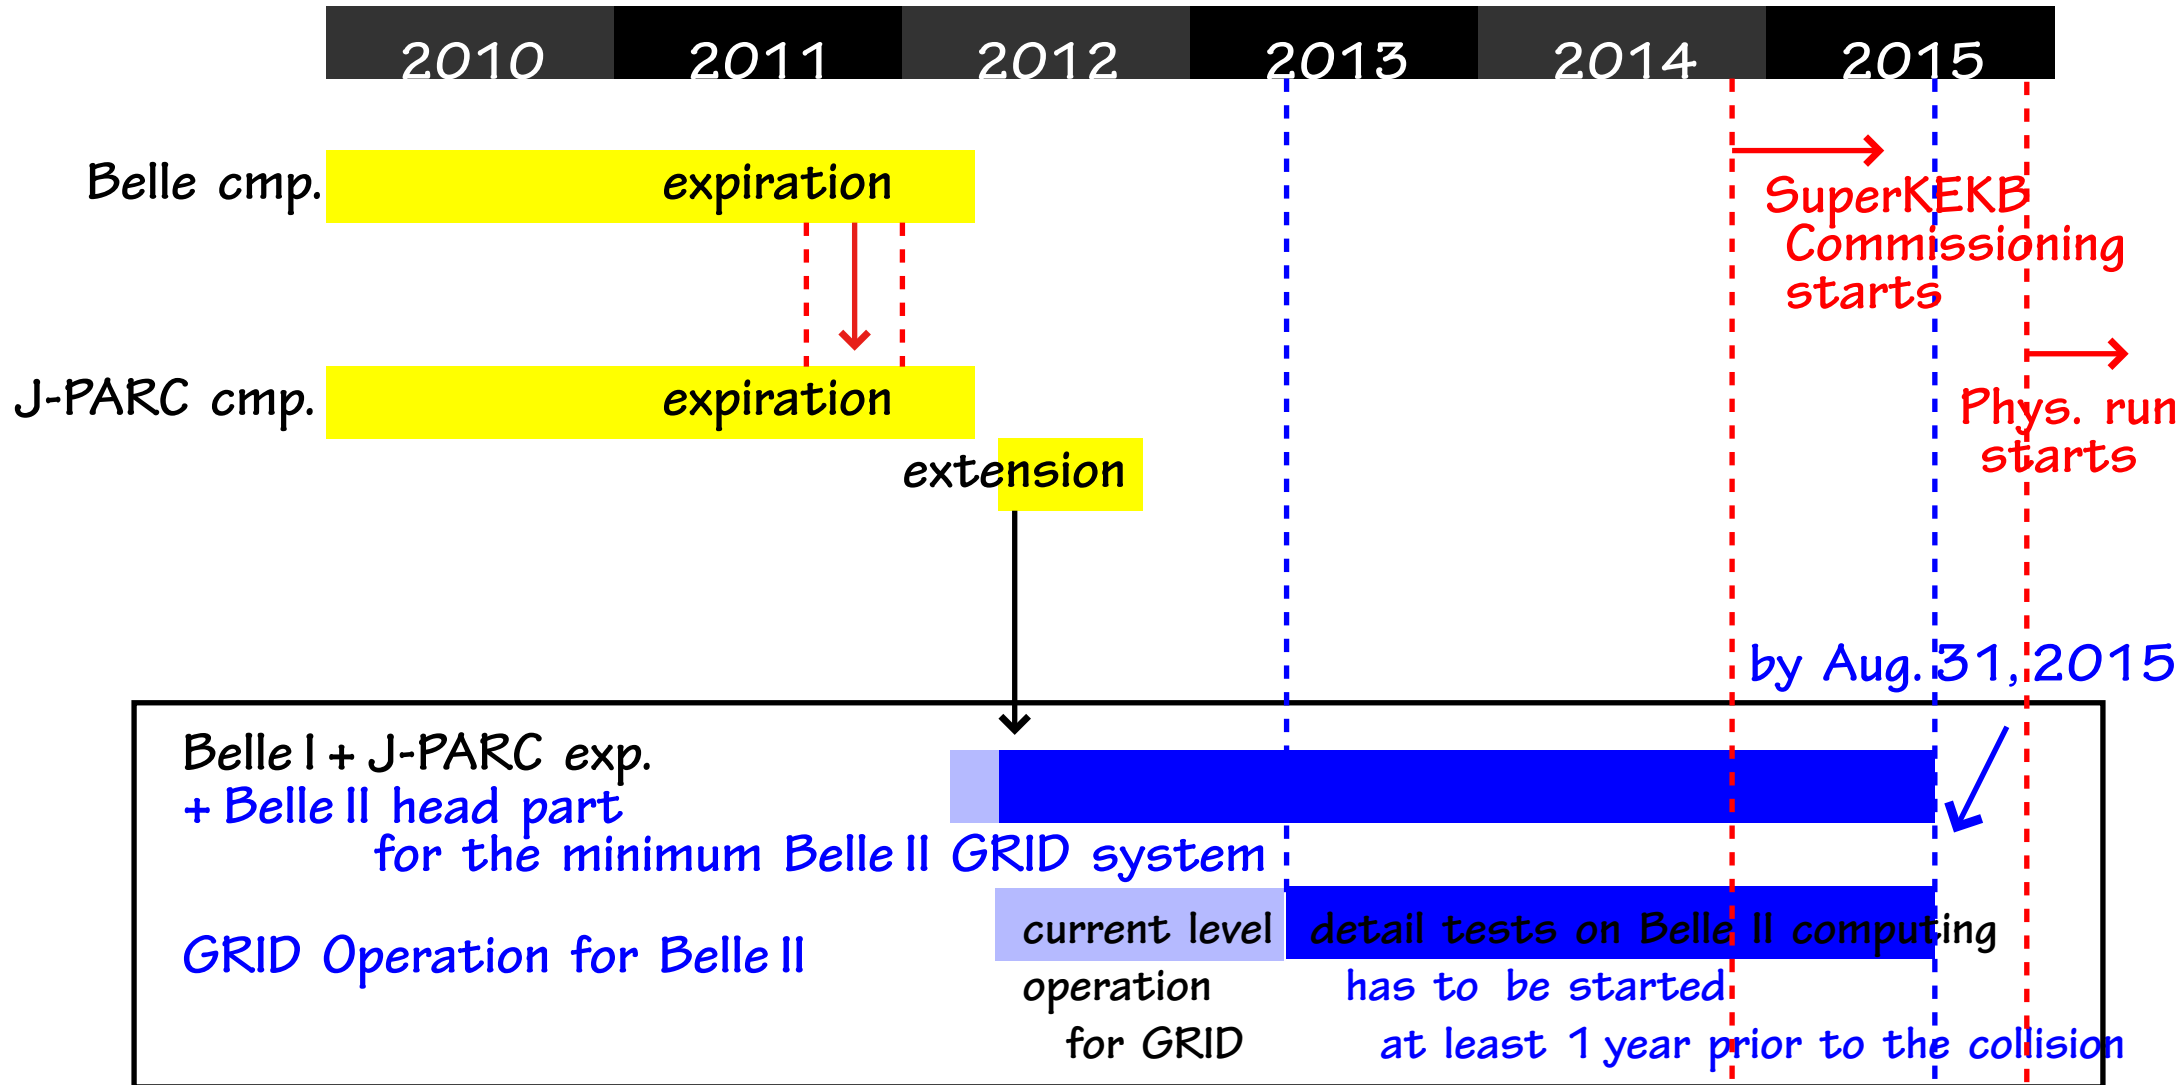 2010 2011 2012 2013 2014 2015
Belle cmp.
expiration
SuperKEKB
Commissioning
starts
J-PARC cmp.
expiration
Phys. run
starts
extension
by Aug. 31, 2015
Belle I + J-PARC exp.
+ Belle II head part
for the minimum Belle II GRID system
GRID Operation for Belle II
current level
operation
for GRID
detail tests on Belle II computing
has to be started
at least 1 year prior to the collision